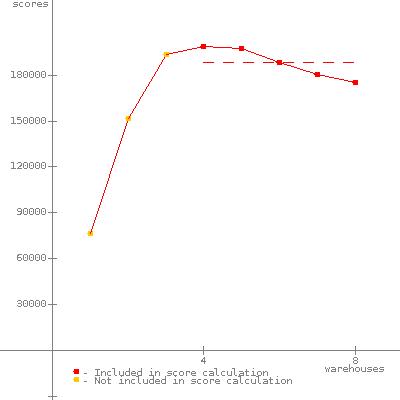 scores
180000
150000
120000
90000
60000
30000
4 8
warehouses
- Included in score calculation
- Not included in score calculation